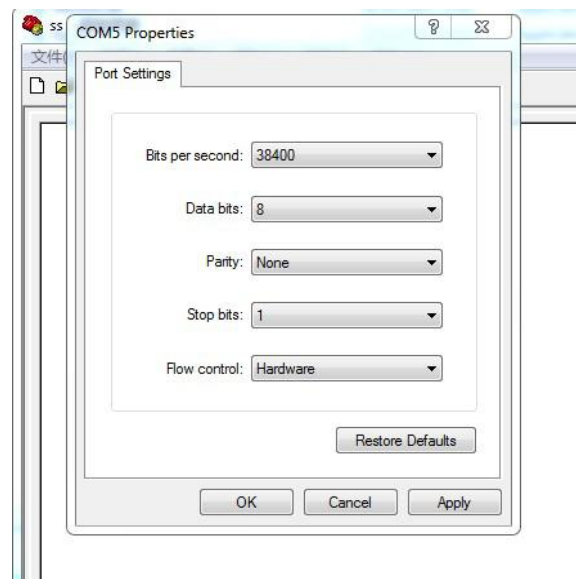 ss
COM5 Properties
文件(
Port Settings
Bits per second: 38400
Data bits: 8
Parity: None
Stop bits: 1
Flow control: Hardware
Restore Defaults
OK Cancel Apply